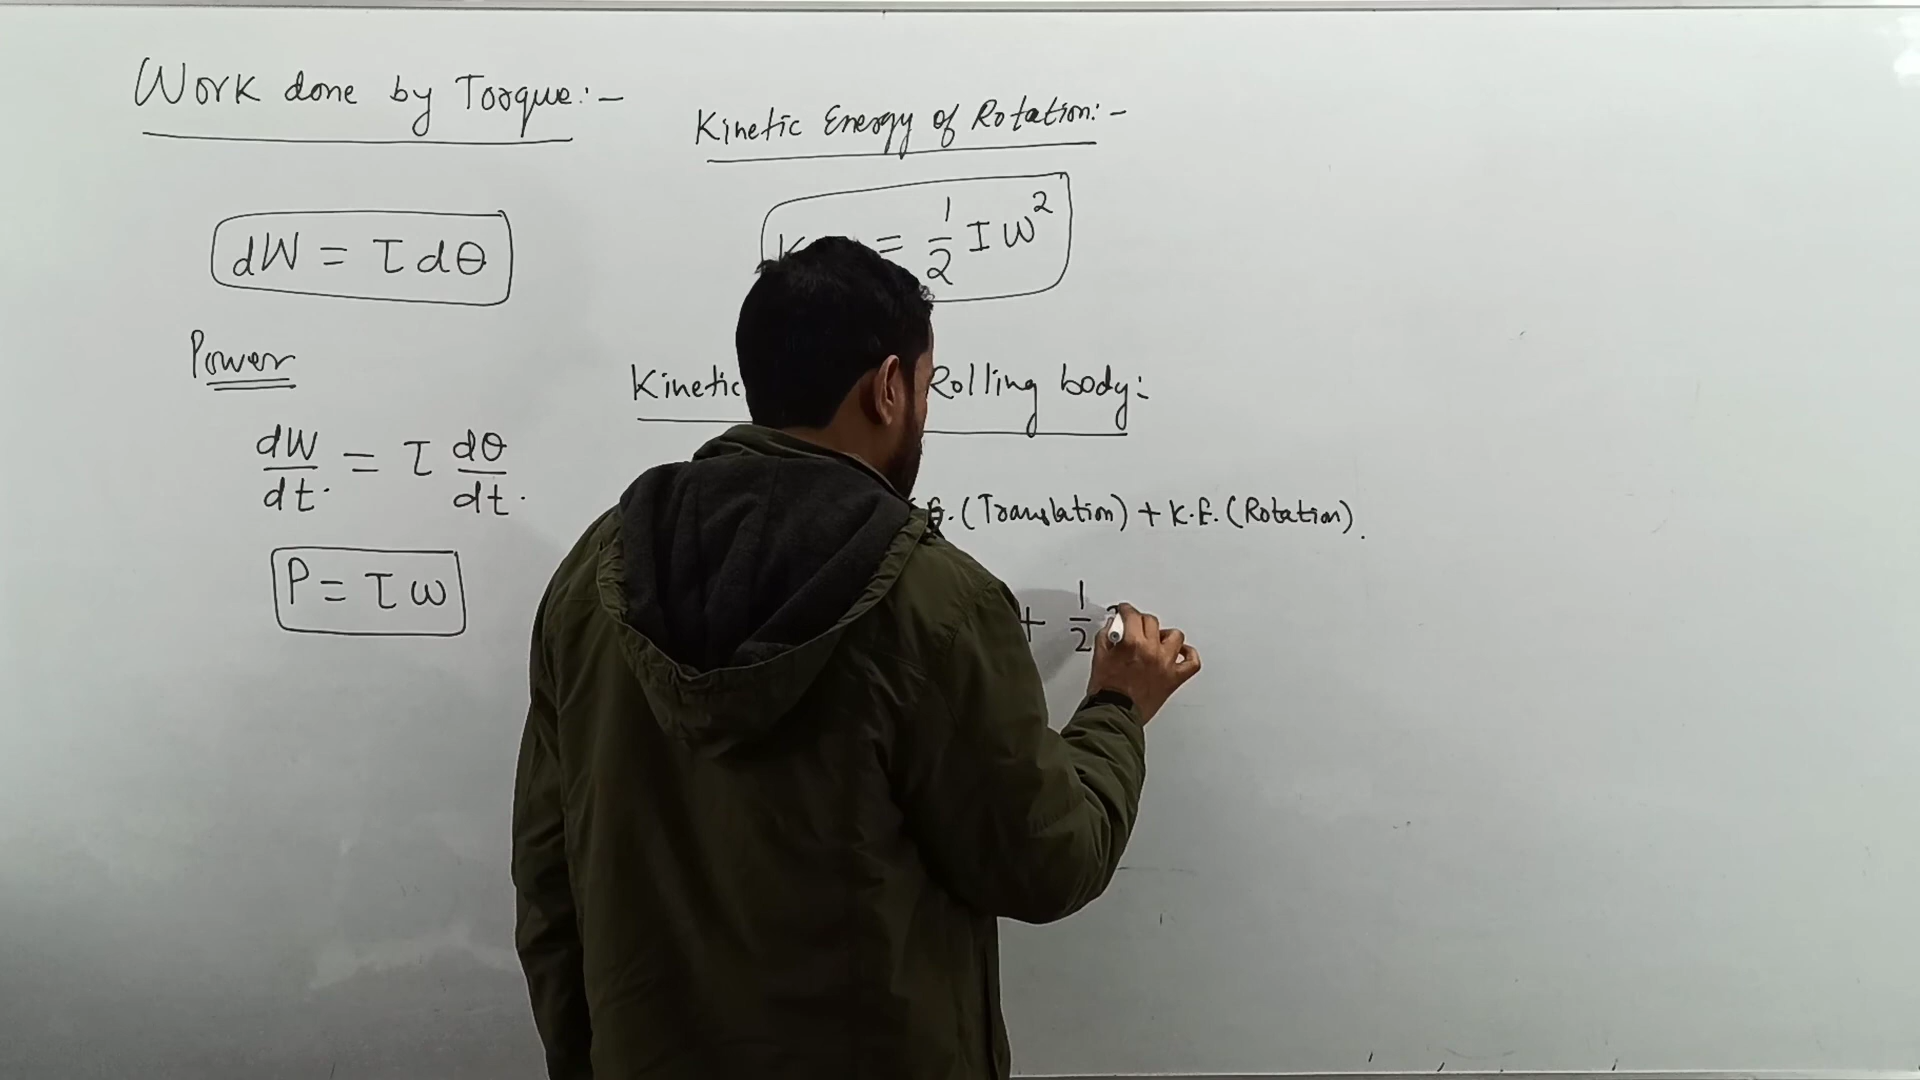 Work done by Torque:-
dW = τ dθ
Power
dW/dt. = τ dθ/dt.
P = τ ω
Kinetic Energy of Rotation:-
= 1/2 I ω²
Kinetic Rolling body:
E. (Translation) + K.E. (Rotation).
+ 1/2